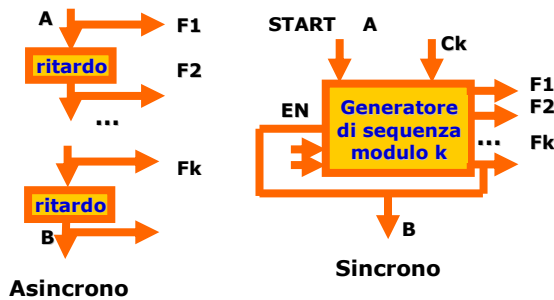 A
F1
ritardo
F2
...
Fk
ritardo
B
Asincrono
START A
Ck
EN
Generatore
di sequenza
modulo k
F1
F2
...
Fk
B
Sincrono